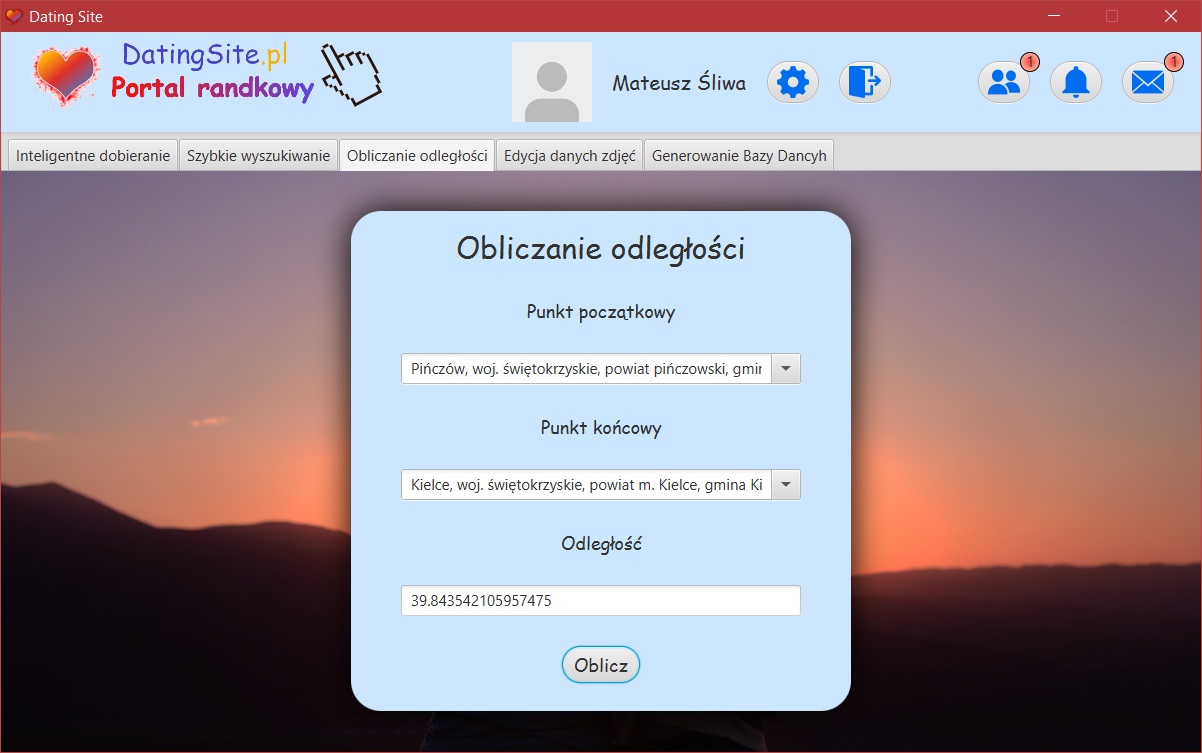 Dating Site
DatingSite.pl
Portal randkowy
Mateusz Śliwa
1
1
Inteligentne dobieranie
Szybkie wyszukiwanie
Obliczanie odległości
Edycja danych zdjęć
Generowanie Bazy Dancyh
Obliczanie odległości
Punkt początkowy
Pińczów, woj. świętokrzyskie, powiat pińczowski, gmin
Punkt końcowy
Kielce, woj. świętokrzyskie, powiat m. Kielce, gmina Ki
Odległość
39.843542105957475
Oblicz